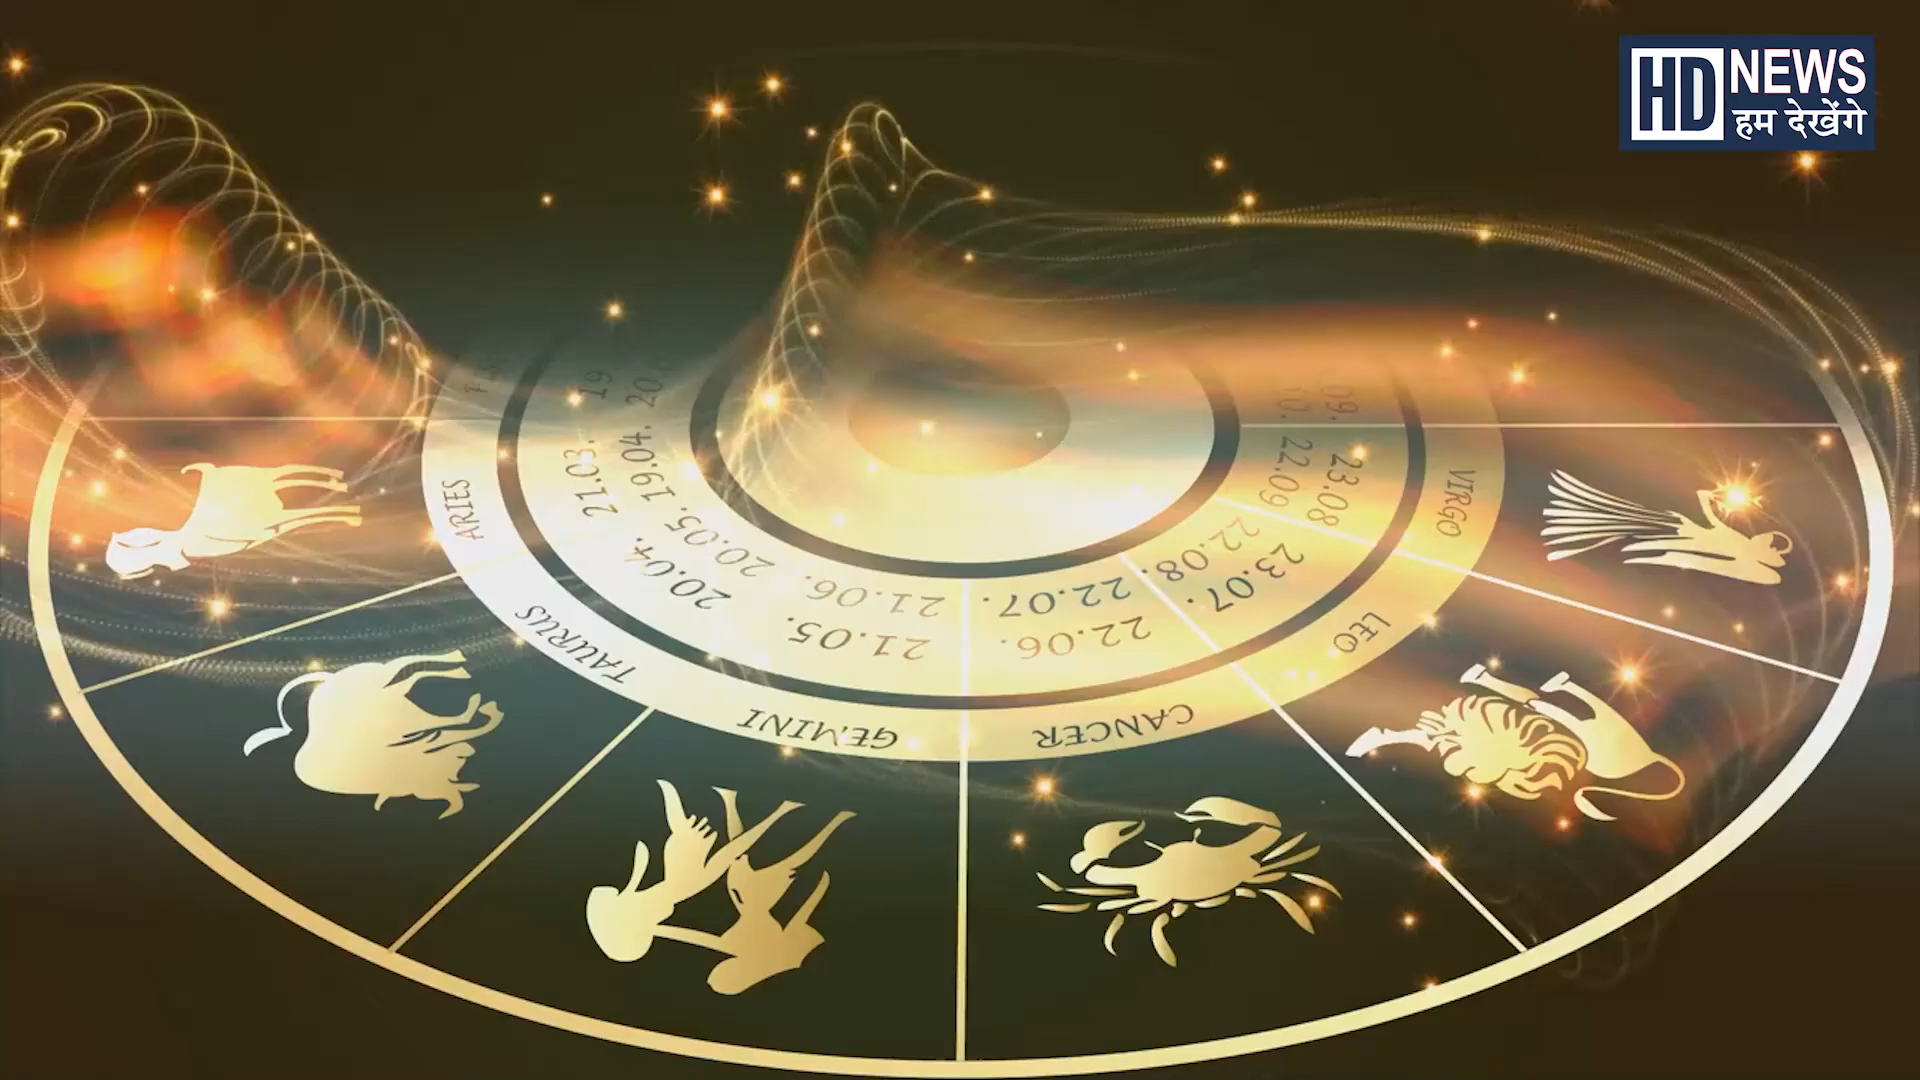 HD NEWS
हम देखेंगे
ARIES
21.03.
19.04.
TAURUS
20.04.
20.05.
GEMINI
21.05.
21.06.
CANCER
22.06.
22.07.
LEO
23.07.
22.08.
VIRGO
23.08
22.09